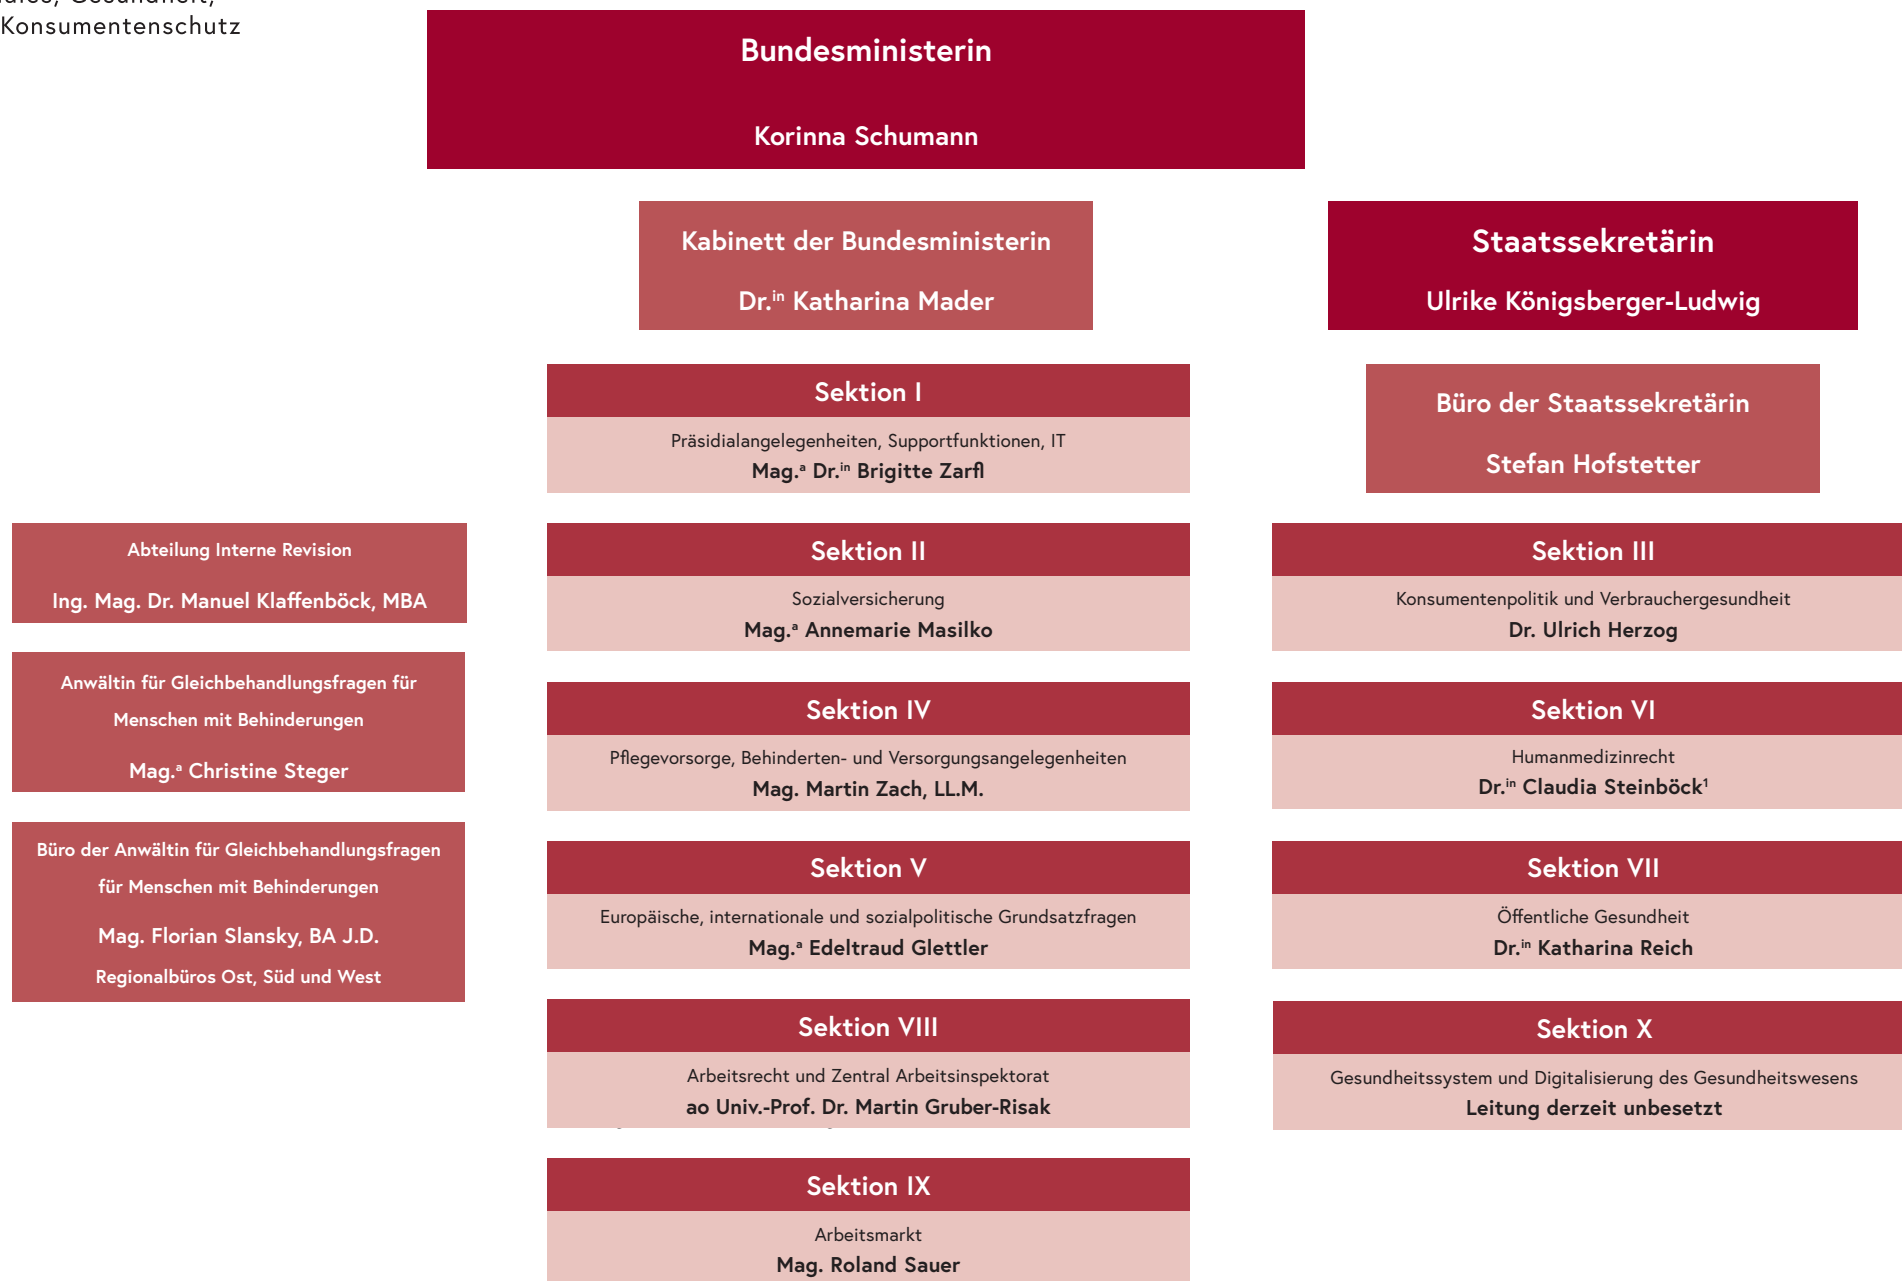 Gesundheit,
Konsumentenschutz
Bundesministerin
Korinna Schumann
Kabinett der Bundesministerin
Dr.ⁱⁿ Katharina Mader
Staatssekretärin
Ulrike Königsberger-Ludwig
Sektion I
Präsidialangelegenheiten, Supportfunktionen, IT
Mag.ᵃ Dr.ⁱⁿ Brigitte Zarfl
Büro der Staatssekretärin
Stefan Hofstetter
Abteilung Interne Revision
Ing. Mag. Dr. Manuel Klaffenböck, MBA
Anwältin für Gleichbehandlungsfragen für
Menschen mit Behinderungen
Mag.ᵃ Christine Steger
Büro der Anwältin für Gleichbehandlungsfragen
für Menschen mit Behinderungen
Mag. Florian Slansky, BA J.D.
Regionalbüros Ost, Süd und West
Sektion II
Sozialversicherung
Mag.ᵃ Annemarie Masilko
Sektion IV
Pflegevorsorge, Behinderten- und Versorgungsangelegenheiten
Mag. Martin Zach, LL.M.
Sektion V
Europäische, internationale und sozialpolitische Grundsatzfragen
Mag.ᵃ Edeltraud Glettler
Sektion VIII
Arbeitsrecht und Zentral Arbeitsinspektorat
ao Univ.-Prof. Dr. Martin Gruber-Risak
Sektion IX
Arbeitsmarkt
Mag. Roland Sauer
Sektion III
Konsumentenpolitik und Verbrauchergesundheit
Dr. Ulrich Herzog
Sektion VI
Humanmedizinrecht
Dr.ⁱⁿ Claudia Steinböck¹
Sektion VII
Öffentliche Gesundheit
Dr.ⁱⁿ Katharina Reich
Sektion X
Gesundheitssystem und Digitalisierung des Gesundheitswesens
Leitung derzeit unbesetzt